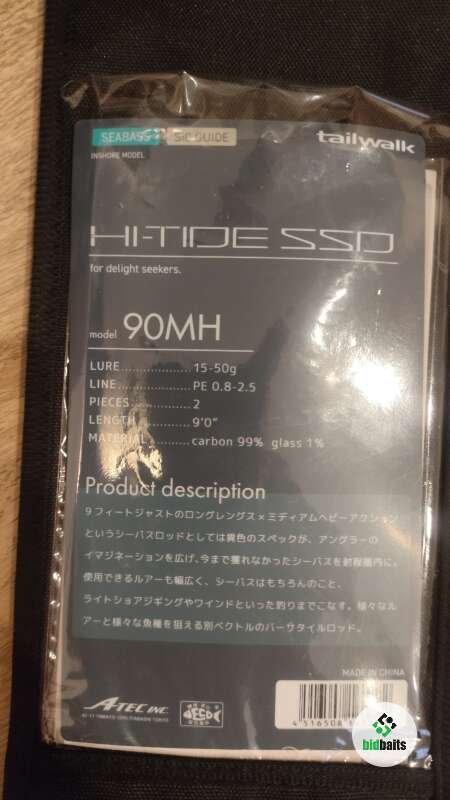 SEABASS SiC GUIDE tailwalk
INSHORE MODEL
HI-TIDE SSD
for delight seekers.
model 90MH
LURE................... 15-50g
LINE................... PE 0.8-2.5
PIECES............... 2
LENGTH.............. 9'0"
MATERIAL.......... carbon 99% glass 1%
Product description
9フィートジャストのロングレングス×ミディアムヘビーアクション
というシーバスロッドとしては異色のスペックが、アングラーの
イマジネーションを広げ、今まで獲れなかったシーバスを射程圏内に。
使用できるルアーも幅広く、シーバスはもちろんのこと、
ライトショアジギングやワインドといった釣りまでこなす。様々なル
アーと様々な魚種を狙える別ベクトルのバーサタイルロッド。
MADE IN CHINA
A-TEC INC.
4 516508
bidbaits